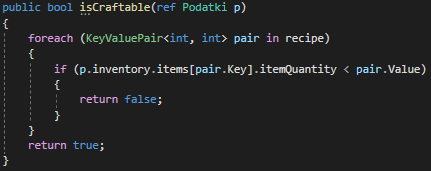 public bool isCraftable(ref Podatki p)
{
    foreach (KeyValuePair<int, int> pair in recipe)
    {
        if (p.inventory.items[pair.Key].itemQuantity < pair.Value)
        {
            return false;
        }
    }
    return true;
}